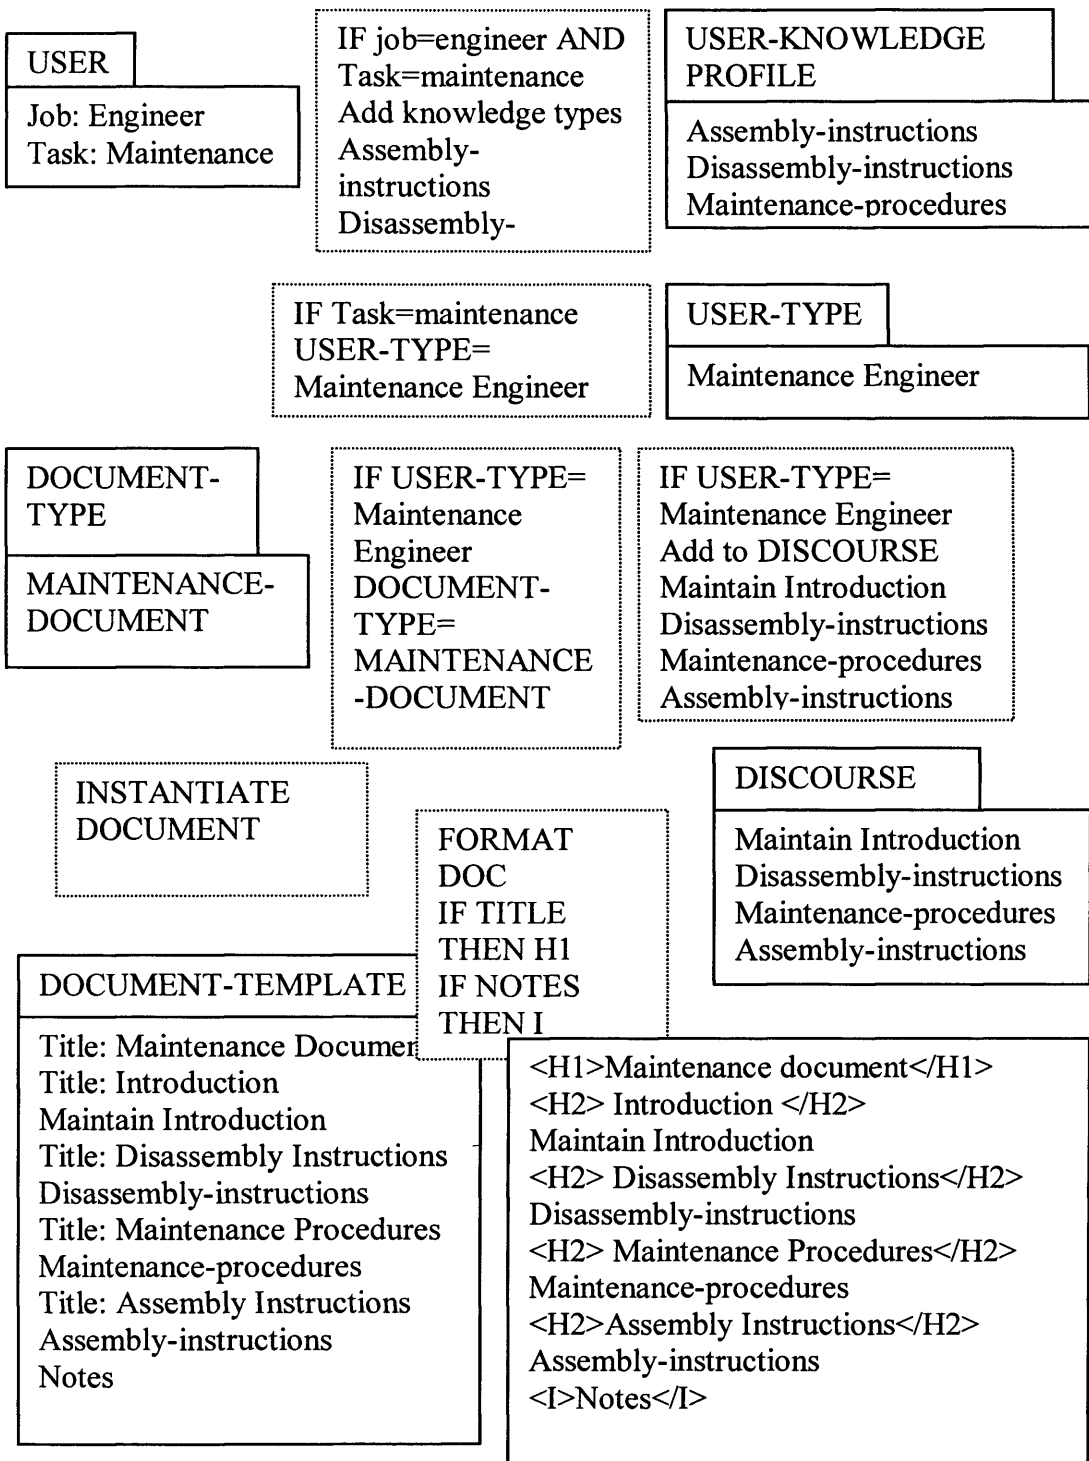 USER
Job: Engineer
Task: Maintenance
IF job=engineer AND
Task=maintenance
Add knowledge types
Assembly-
instructions
Disassembly-
USER-KNOWLEDGE
PROFILE
Assembly-instructions
Disassembly-instructions
Maintenance-procedures
IF Task=maintenance
USER-TYPE=
Maintenance Engineer
USER-TYPE
Maintenance Engineer
DOCUMENT-
TYPE
MAINTENANCE-
DOCUMENT
IF USER-TYPE=
Maintenance
Engineer
DOCUMENT-
TYPE=
MAINTENANCE
-DOCUMENT
IF USER-TYPE=
Maintenance Engineer
Add to DISCOURSE
Maintain Introduction
Disassembly-instructions
Maintenance-procedures
Assembly-instructions
INSTANTIATE
DOCUMENT
FORMAT
DOC
IF TITLE
THEN H1
IF NOTES
THEN I
DISCOURSE
Maintain Introduction
Disassembly-instructions
Maintenance-procedures
Assembly-instructions
DOCUMENT-TEMPLATE
Title: Maintenance Documen
Title: Introduction
Maintain Introduction
Title: Disassembly Instructions
Disassembly-instructions
Title: Maintenance Procedures
Maintenance-procedures
Title: Assembly Instructions
Assembly-instructions
Notes
<H1>Maintenance document</H1>
<H2> Introduction </H2>
Maintain Introduction
<H2> Disassembly Instructions</H2>
Disassembly-instructions
<H2> Maintenance Procedures</H2>
Maintenance-procedures
<H2>Assembly Instructions</H2>
Assembly-instructions
<I>Notes</I>